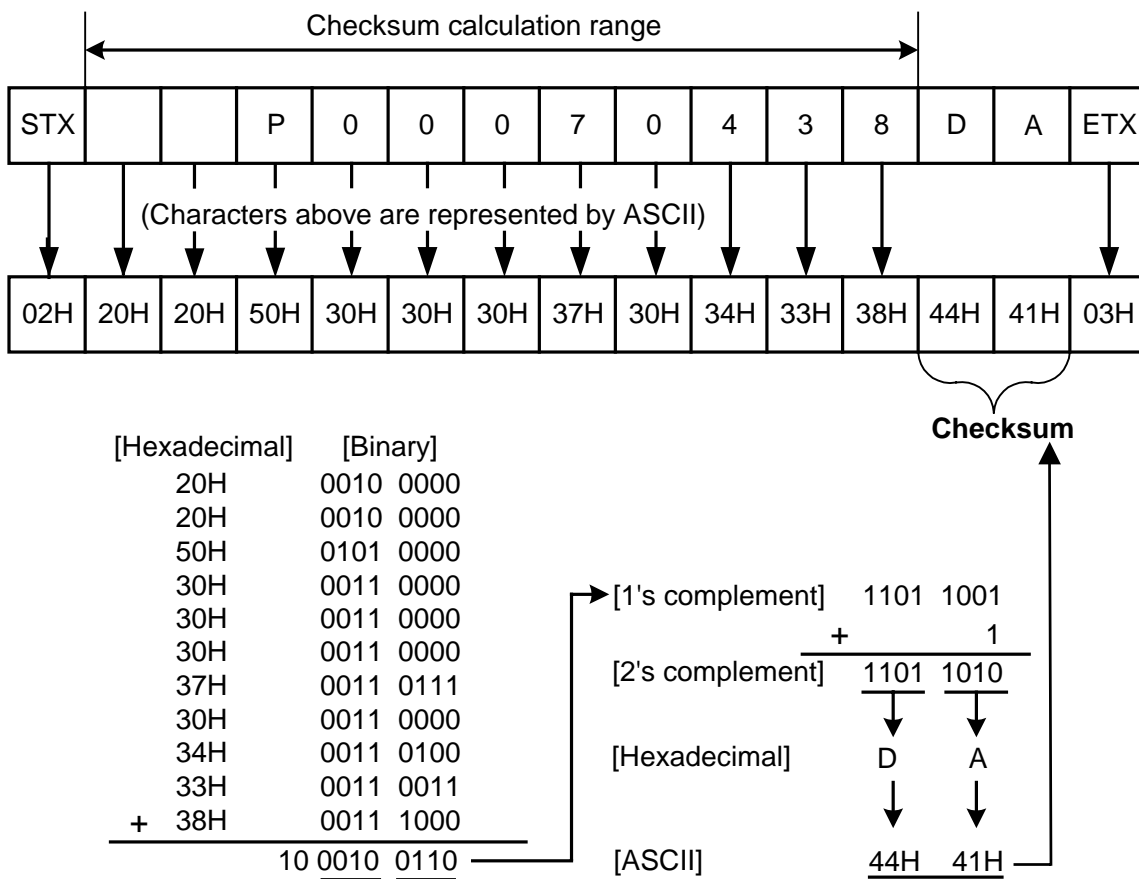 Checksum calculation range
STX P 0 0 0 7 0 4 3 8 D A ETX
(Characters above are represented by ASCII)
02H 20H 20H 50H 30H 30H 30H 37H 30H 34H 33H 38H 44H 41H 03H
Checksum
[Hexadecimal] [Binary]
20H 0010 0000
20H 0010 0000
50H 0101 0000
30H 0011 0000
30H 0011 0000
30H 0011 0000
37H 0011 0111
30H 0011 0000
34H 0011 0100
33H 0011 0011
+ 38H 0011 1000
10 0010 0110
[1's complement] 1101 1001
+ 1
[2's complement] 1101 1010
[Hexadecimal] D A
[ASCII] 44H 41H